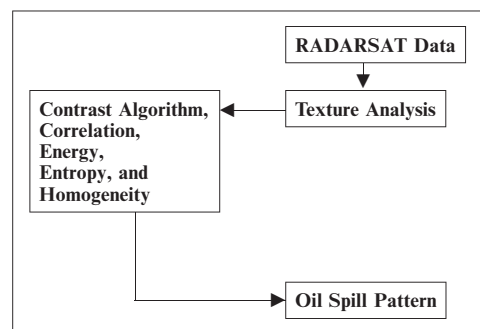 RADARSAT Data
Texture Analysis
Contrast Algorithm,
Correlation,
Energy,
Entropy, and
Homogeneity
Oil Spill Pattern